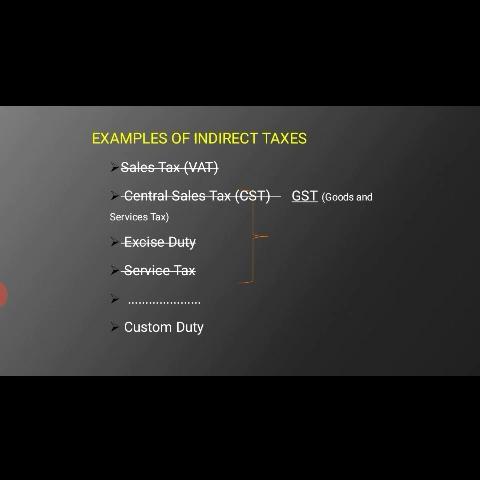 EXAMPLES OF INDIRECT TAXES
Sales Tax (VAT)
Central Sales Tax (CST) GST (Goods and
Services Tax)
Excise Duty
Service Tax
.....................
Custom Duty